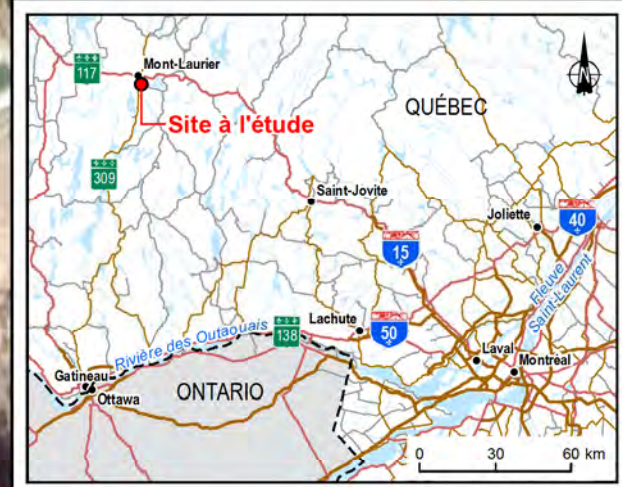 117
Mont-Laurier
N
QUÉBEC
Site à l'étude
309
Saint-Jovite
Joliette
40
15
Fleuve
Saint-Laurent
Lachute
50
Rivière des Outaouais
138
Laval
Montréal
Gatineau
Ottawa
ONTARIO
0 30 60 km